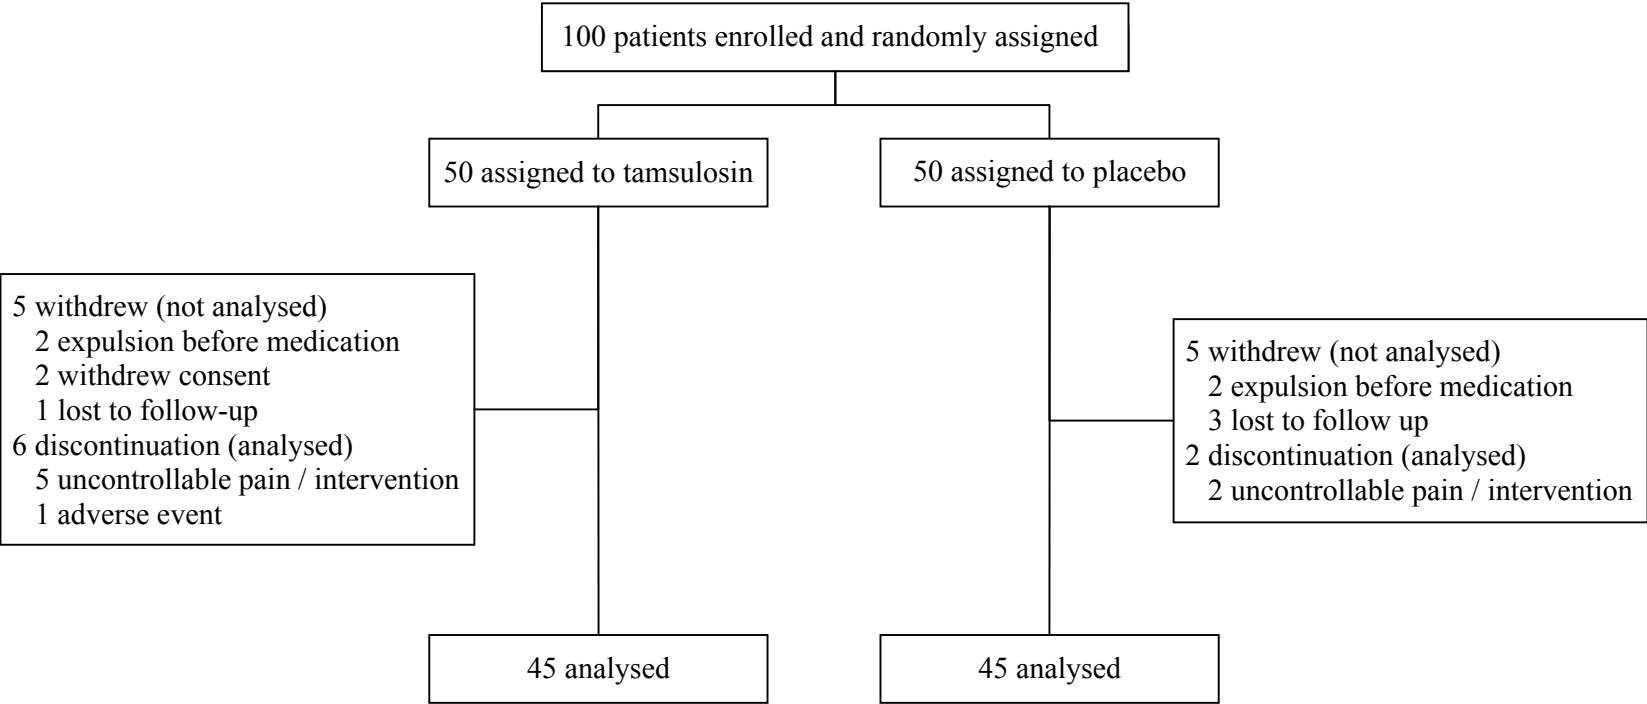 100 patients enrolled and randomly assigned
50 assigned to tamsulosin
50 assigned to placebo
5 withdrew (not analysed)
2 expulsion before medication
2 withdrew consent
1 lost to follow-up
6 discontinuation (analysed)
5 uncontrollable pain / intervention
1 adverse event
5 withdrew (not analysed)
2 expulsion before medication
3 lost to follow up
2 discontinuation (analysed)
2 uncontrollable pain / intervention
45 analysed
45 analysed